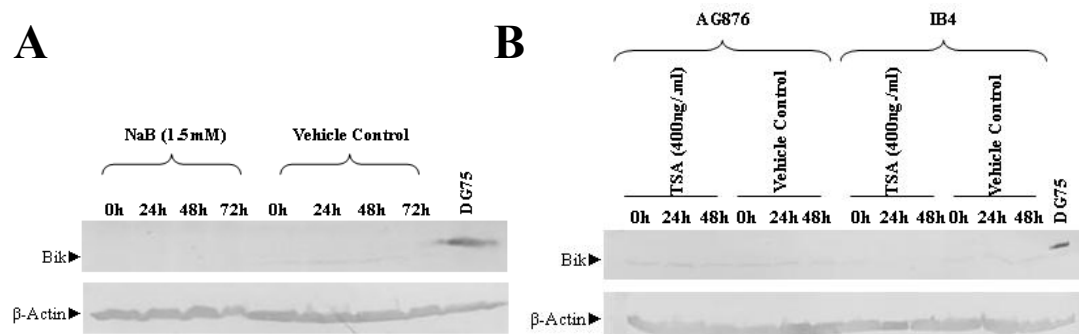 A
NaB (1.5mM) Vehicle Control
0h 24h 48h 72h 0h 24h 48h 72h DG75
Bik
β-Actin
B
AG876 IB4
TSA (400ng/.ml) Vehicle Control TSA (400ng./ml) Vehicle Control
0h 24h 48h 0h 24h 48h 0h 24h 48h 0h 24h 48h DG75
Bik
β-Actin